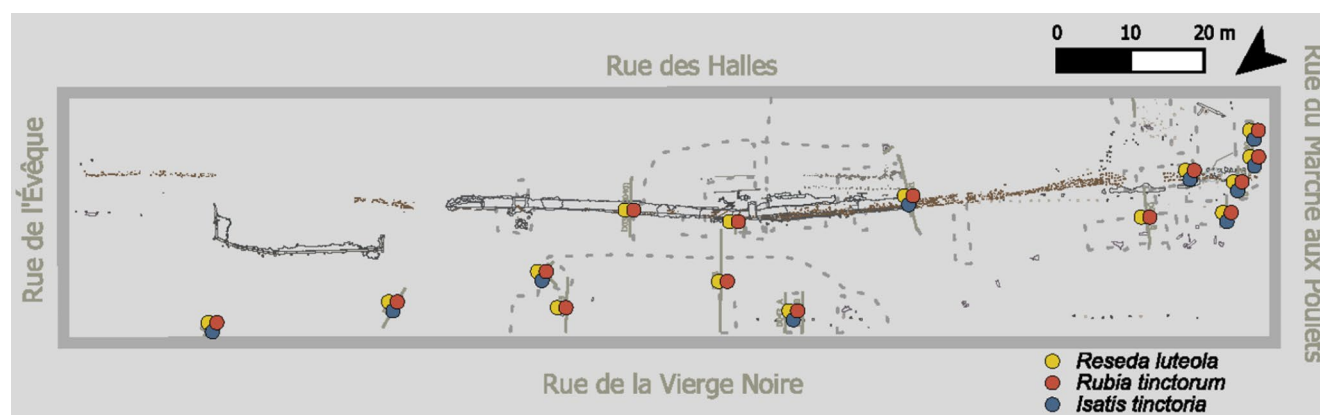 0 10 20 m
Rue des Halles
Rue du Marché aux Poulets
Rue de l'Évêque
Rue de la Vierge Noire
Reseda luteola
Rubia tinctorum
Isatis tinctoria